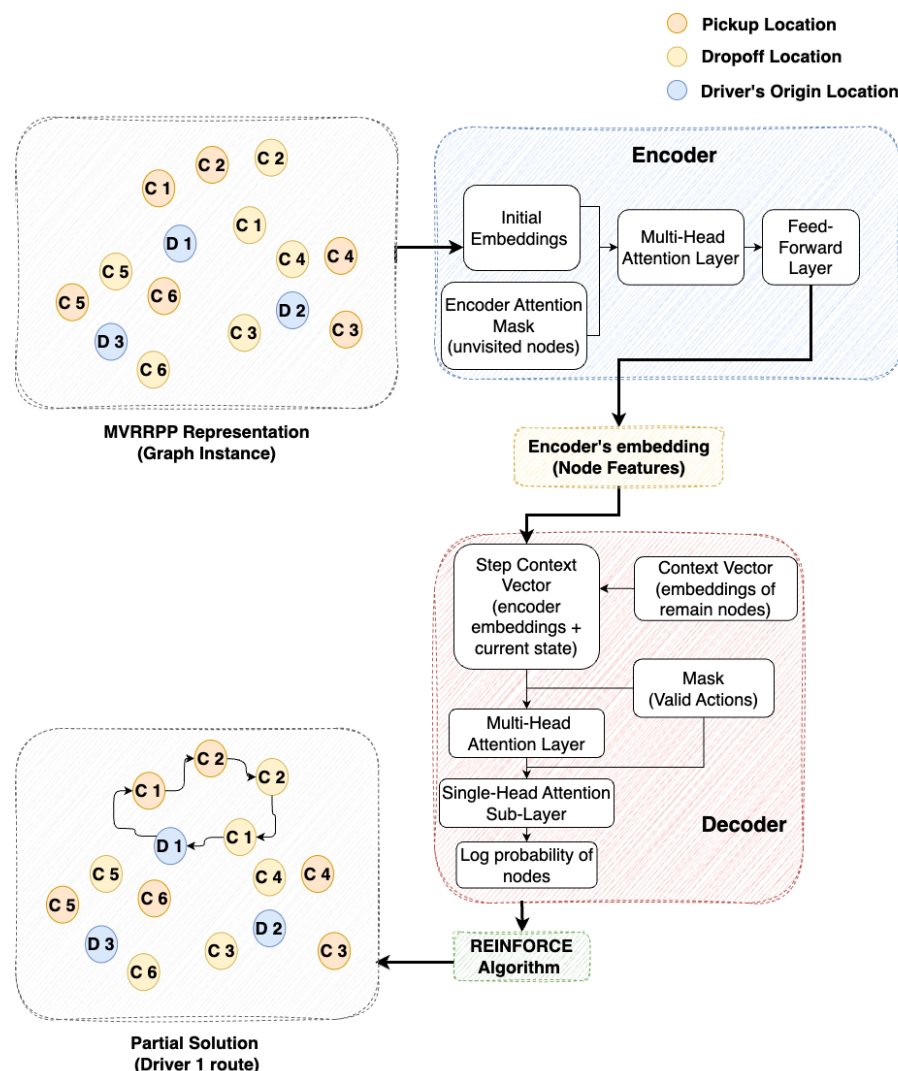 Pickup Location
Dropoff Location
Driver's Origin Location
C 2
C 2
C 1
C 1
D 1
C 4
C 4
C 5
C 6
C 5
D 2
C 3
C 3
D 3
C 6
MVRRPP Representation
(Graph Instance)
Encoder
Initial
Embeddings
Multi-Head
Attention Layer
Feed-
Forward
Layer
Encoder Attention
Mask
(unvisited nodes)
Encoder's embedding
(Node Features)
Step Context
Vector
(encoder
embeddings +
current state)
Context Vector
(embeddings of
remain nodes)
Mask
(Valid Actions)
Multi-Head
Attention Layer
Single-Head Attention
Sub-Layer
Decoder
Log probability of
nodes
REINFORCE
Algorithm
C 2
C 2
C 1
C 1
D 1
C 5
C 4
C 4
C 6
C 5
D 2
D 3
C 3
C 3
C 6
Partial Solution
(Driver 1 route)